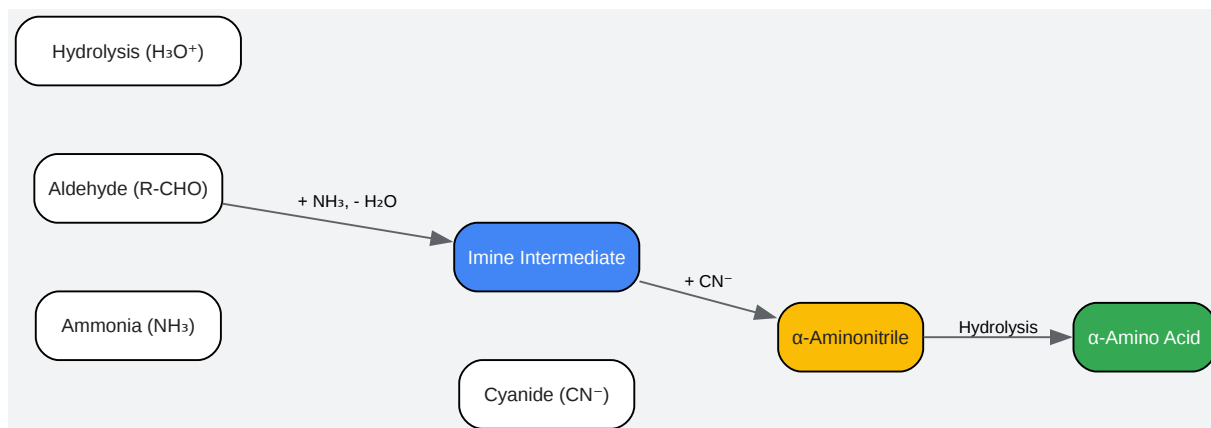 Hydrolysis (H₃O⁺)
Aldehyde (R-CHO)
+ NH₃, - H₂O
Imine Intermediate
+ CN⁻
Ammonia (NH₃)
α-Aminonitrile
Hydrolysis
α-Amino Acid
Cyanide (CN⁻)